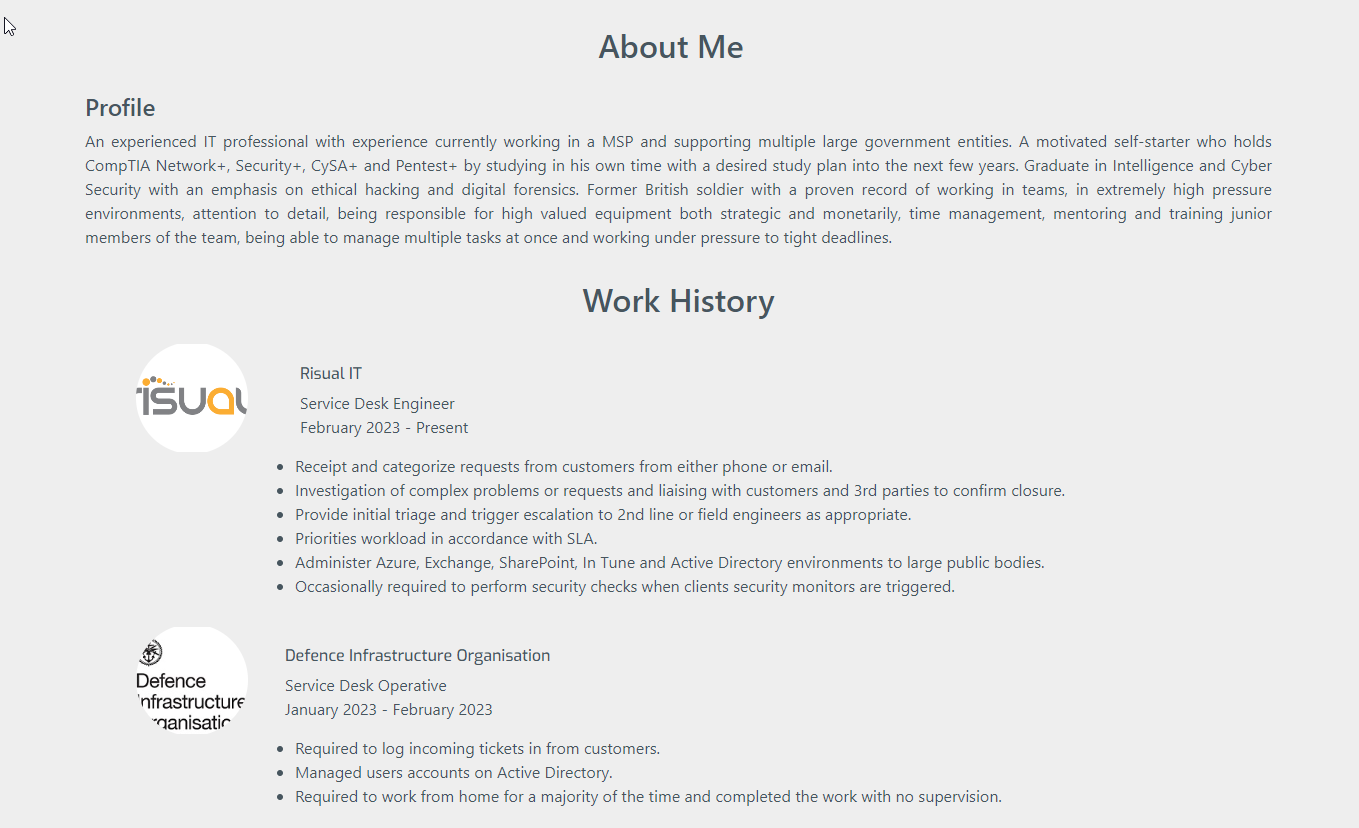 About Me
Profile
An experienced IT professional with experience currently working in a MSP and supporting multiple large government entities. A motivated self-starter who holds
CompTIA Network+, Security+, CySA+ and Pentest+ by studying in his own time with a desired study plan into the next few years. Graduate in Intelligence and Cyber
Security with an emphasis on ethical hacking and digital forensics. Former British soldier with a proven record of working in teams, in extremely high pressure
environments, attention to detail, being responsible for high valued equipment both strategic and monetarily, time management, mentoring and training junior
members of the team, being able to manage multiple tasks at once and working under pressure to tight deadlines.
Work History
risual
Risual IT
Service Desk Engineer
February 2023 - Present
• Receipt and categorize requests from customers from either phone or email.
• Investigation of complex problems or requests and liaising with customers and 3rd parties to confirm closure.
• Provide initial triage and trigger escalation to 2nd line or field engineers as appropriate.
• Priorities workload in accordance with SLA.
• Administer Azure, Exchange, SharePoint, In Tune and Active Directory environments to large public bodies.
• Occasionally required to perform security checks when clients security monitors are triggered.
Defence
Infrastructure
Organisation
Defence Infrastructure Organisation
Service Desk Operative
January 2023 - February 2023
• Required to log incoming tickets in from customers.
• Managed users accounts on Active Directory.
• Required to work from home for a majority of the time and completed the work with no supervision.